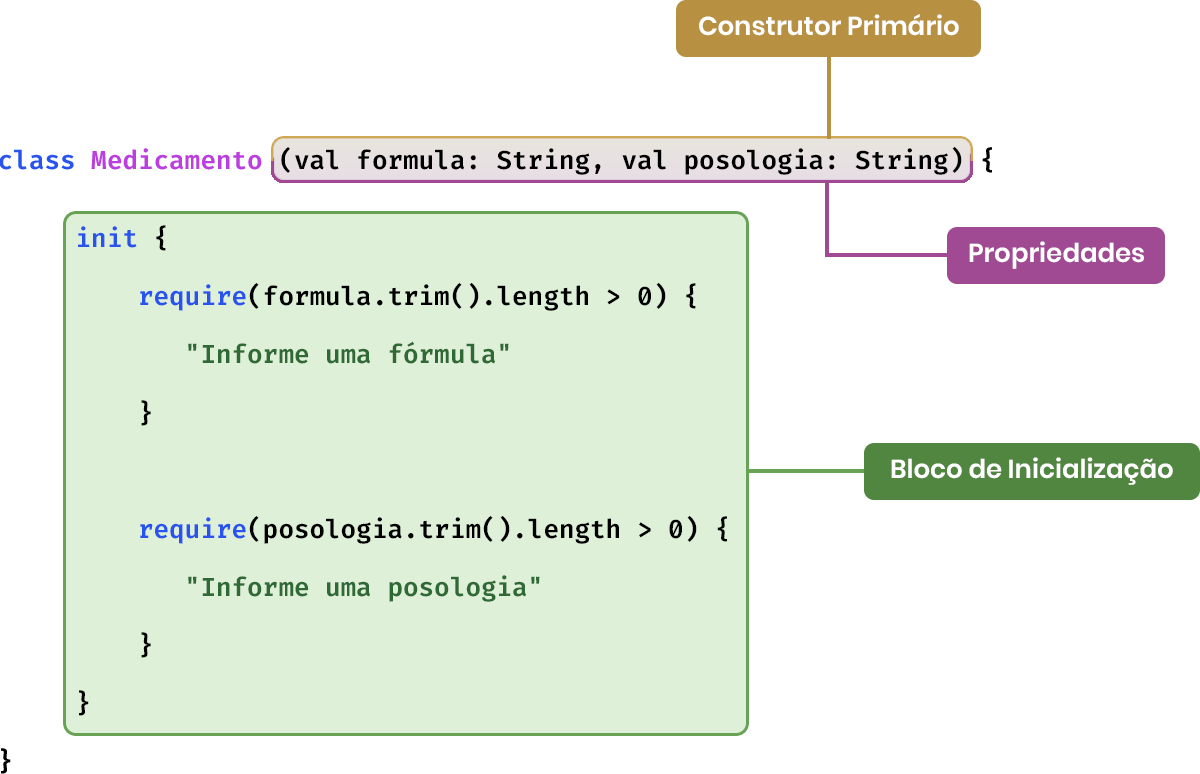 Construtor Primário
class Medicamento (val formula: String, val posologia: String) {
init {
Propriedades
require(formula.trim().length > 0) {
"Informe uma fórmula"
}
Bloco de Inicialização
require(posologia.trim().length > 0) {
"Informe uma posologia"
}
}
}